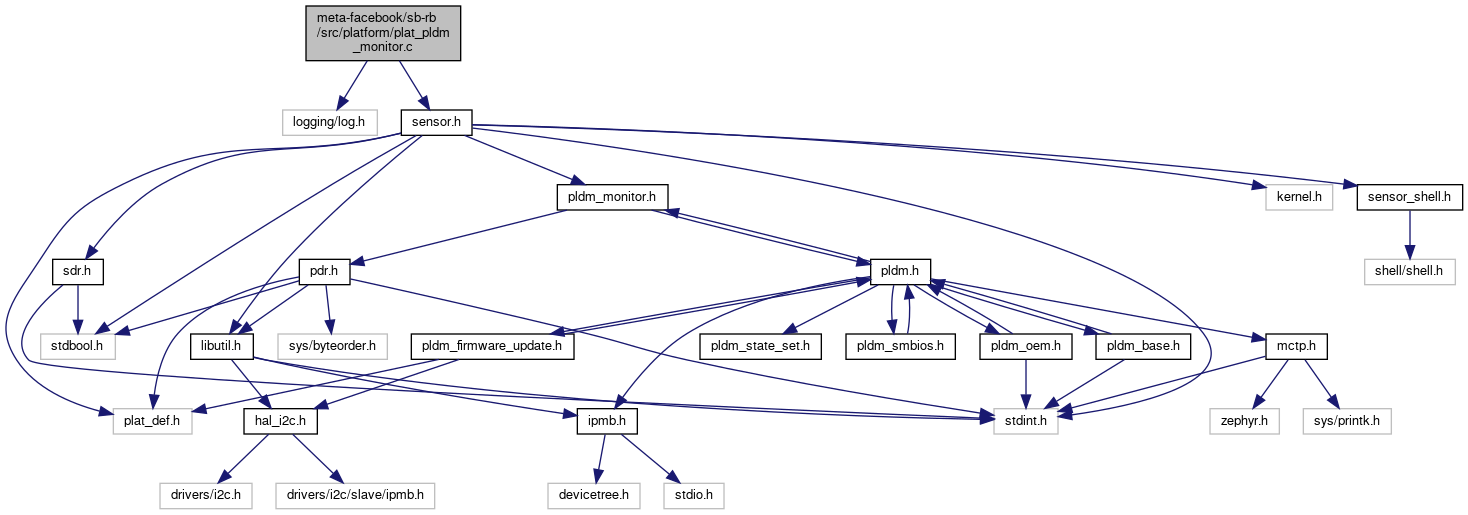 meta-facebook/sb-rb
/src/platform/plat_pldm
_monitor.c
logging/log.h
sensor.h
pldm_monitor.h
kernel.h
sensor_shell.h
sdr.h
pdr.h
pldm.h
shell/shell.h
stdbool.h
libutil.h
sys/byteorder.h
pldm_firmware_update.h
pldm_state_set.h
pldm_smbios.h
pldm_oem.h
pldm_base.h
mctp.h
plat_def.h
hal_i2c.h
ipmb.h
stdint.h
zephyr.h
sys/printk.h
drivers/i2c.h
drivers/i2c/slave/ipmb.h
devicetree.h
stdio.h